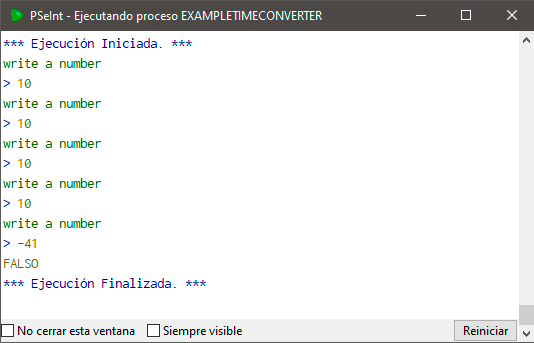 PSeInt - Ejecutando proceso EXAMPLETIMECONVERTER
*** Ejecución Iniciada. ***
write a number
> 10
write a number
> 10
write a number
> 10
write a number
> 10
write a number
> -41
FALSO
*** Ejecución Finalizada. ***
No cerrar esta ventana Siempre visible Reiniciar